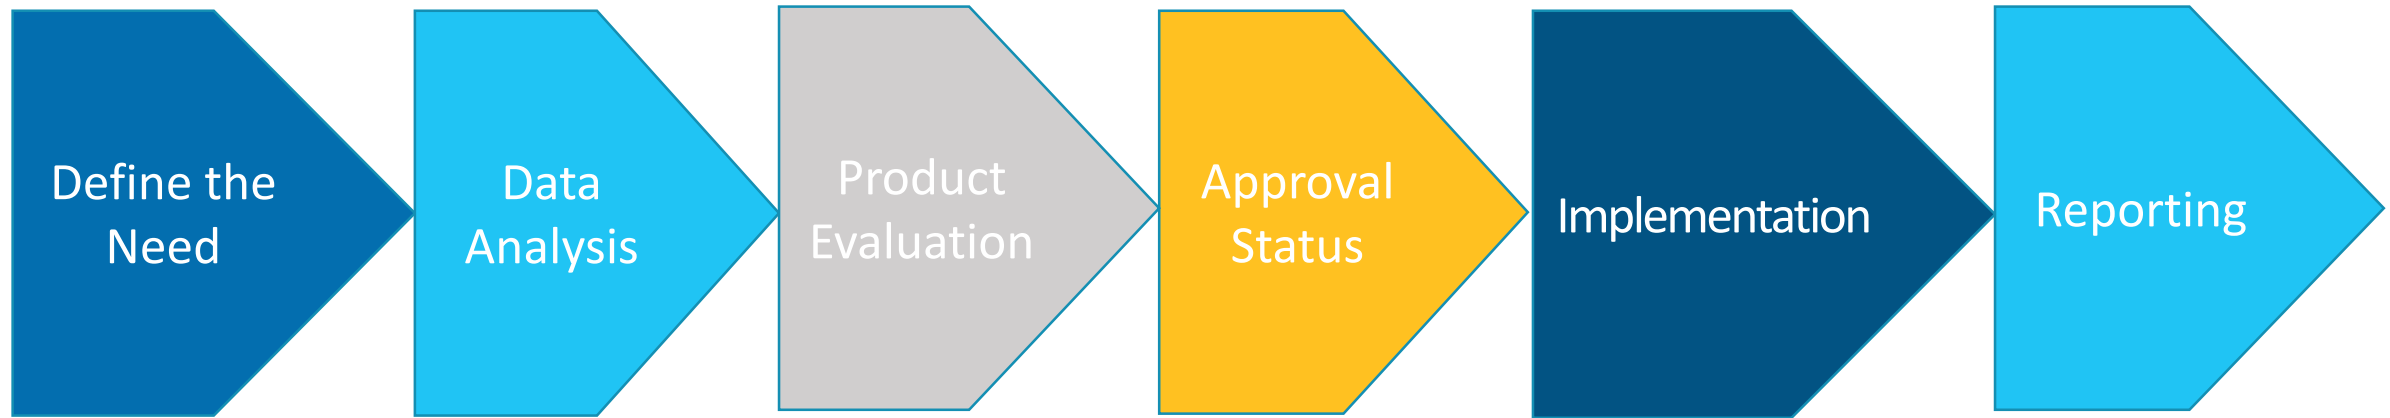 Define the
Need
Data
Analysis
Product
Evaluation
Approval
Status
Implementation
Reporting